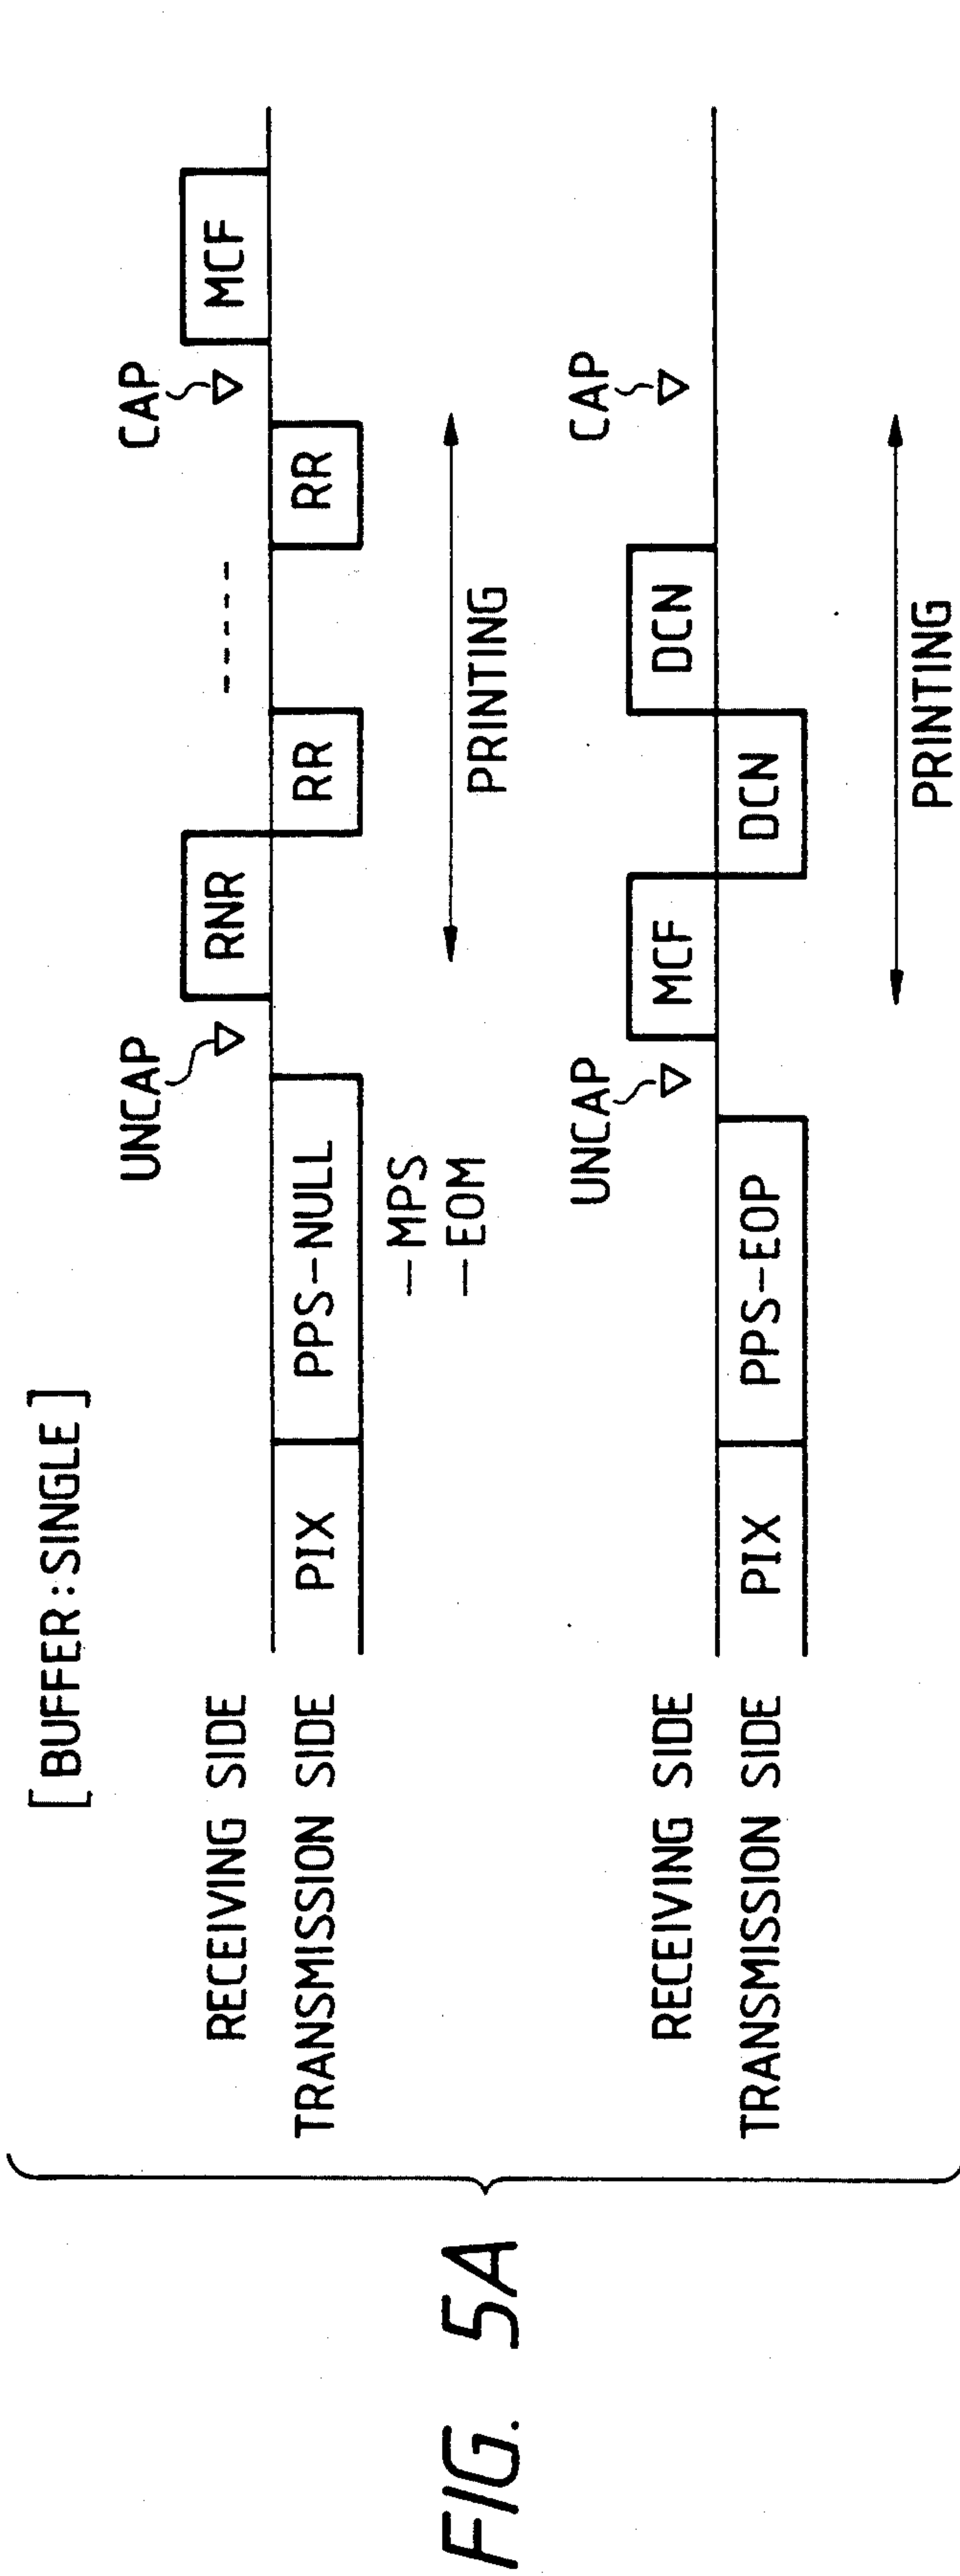 FIG. 5A
[BUFFER:SINGLE]
UNCAP
CAP
RECEIVING SIDE
RNR
-----
MCF
TRANSMISSION SIDE
PIX
PPS-NULL
RR
RR
-MPS
-EOM
PRINTING
UNCAP
CAP
RECEIVING SIDE
MCF
DCN
TRANSMISSION SIDE
PIX
PPS-EOP
DCN
PRINTING